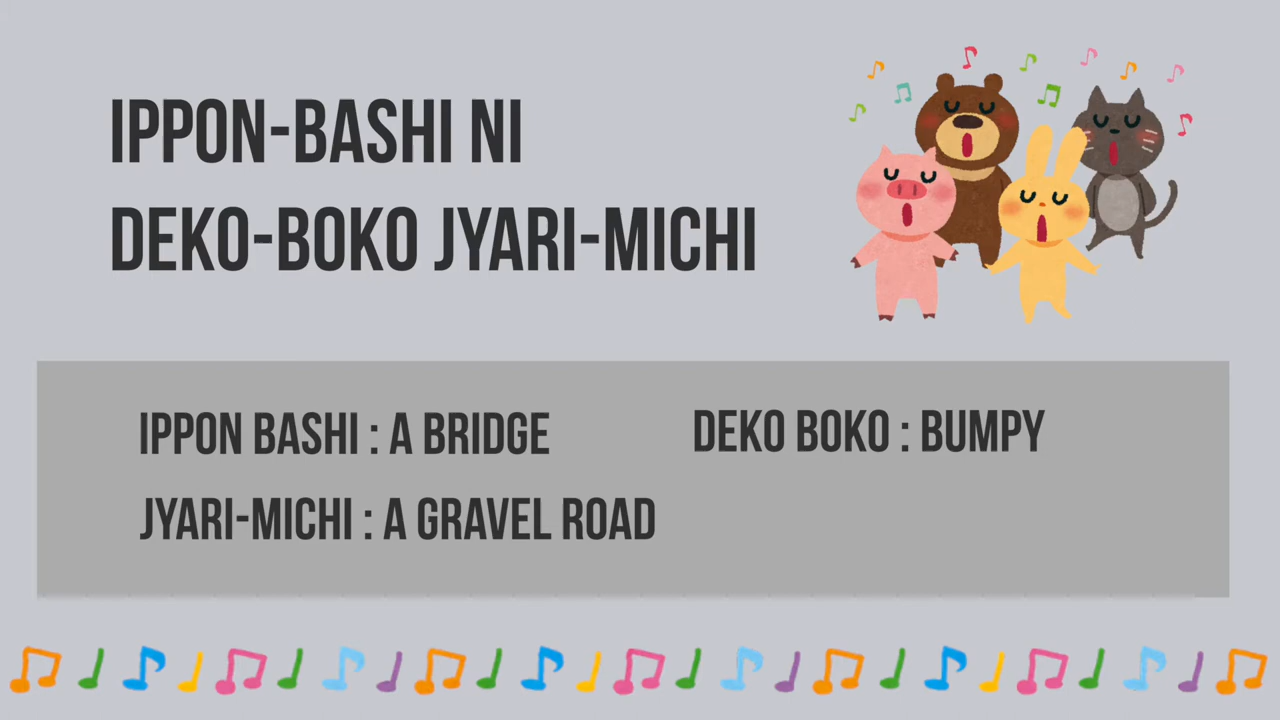 IPPON-BASHI NI
DEKO-BOKO JYARI-MICHI
IPPON BASHI : A BRIDGE
DEKO BOKO : BUMPY
JYARI-MICHI : A GRAVEL ROAD